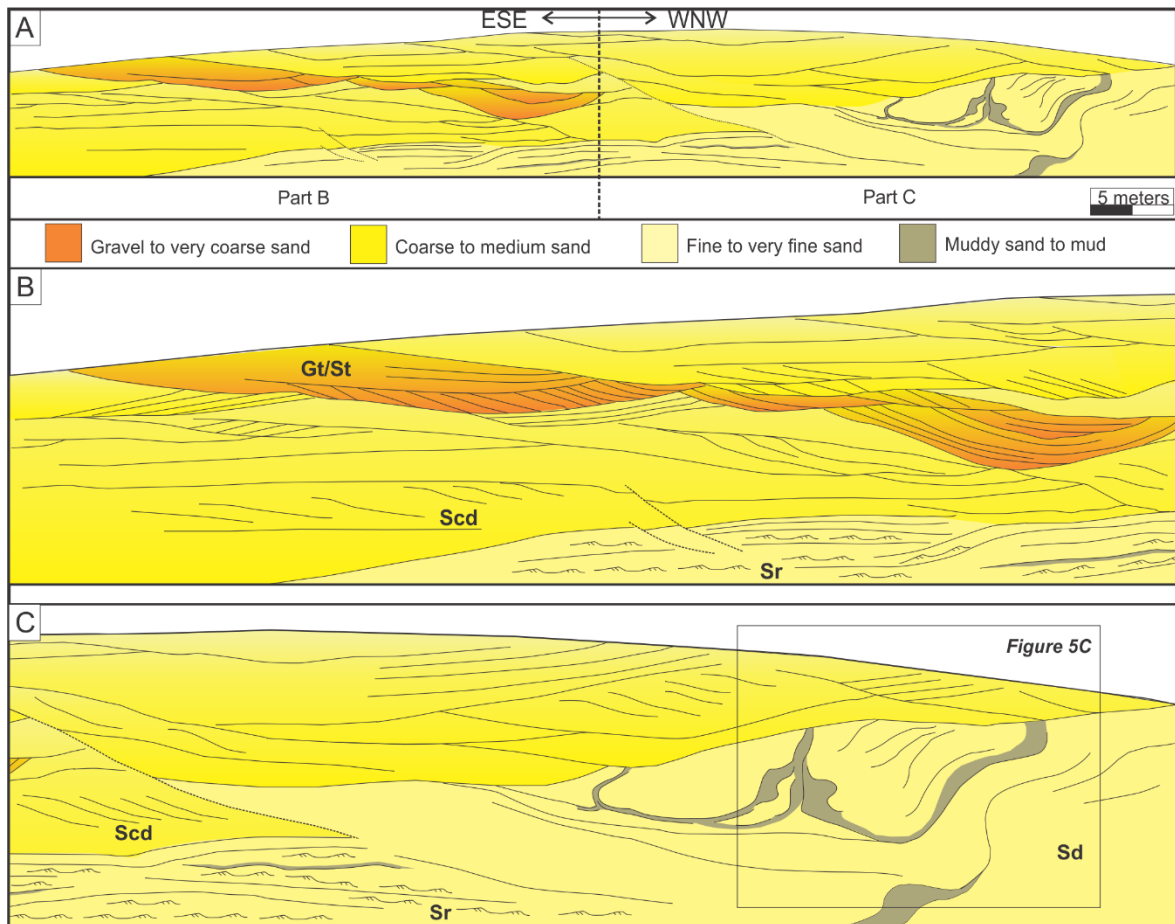 A
ESE
WNW
Part B
Part C
5 meters
Gravel to very coarse sand
Coarse to medium sand
Fine to very fine sand
Muddy sand to mud
B
Gt/St
Scd
Sr
C
Figure 5C
Scd
Sd
Sr